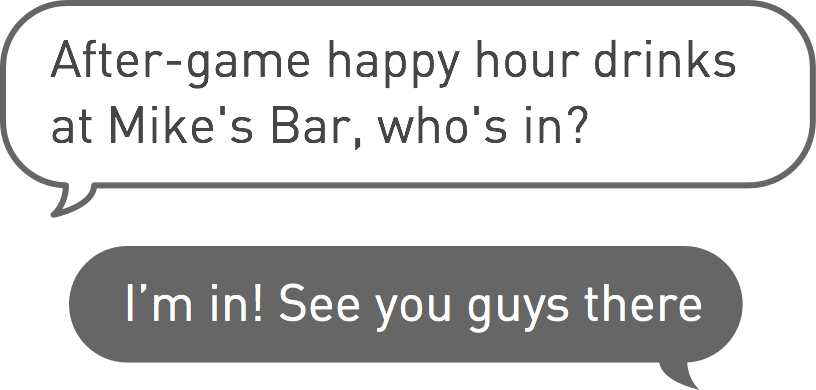 After-game happy hour drinks
at Mike's Bar, who's in?
I’m in! See you guys there